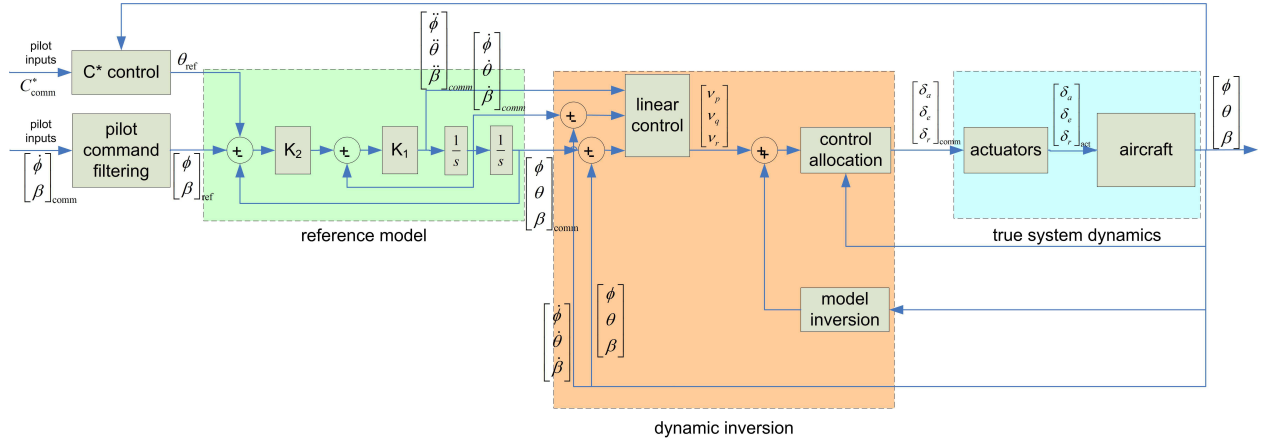 pilot
inputs
C*comm
C* control
θref
pilot
inputs
[φ̇ β]comm
pilot
command
filtering
[φ β]ref
+-
K2
+-
K1
1/s
1/s
[φ̈ θ̈ β̈]comm
[φ̇ θ̇ β̇]comm
[φ θ β]comm
reference model
+-
+-
linear
control
[νp νq νr]
++
control
allocation
[φ̇ θ̇ β̇]
[φ θ β]
model
inversion
dynamic inversion
[δa δe δr]comm
actuators
[δa δe δr]act
aircraft
[φ θ β]
true system dynamics